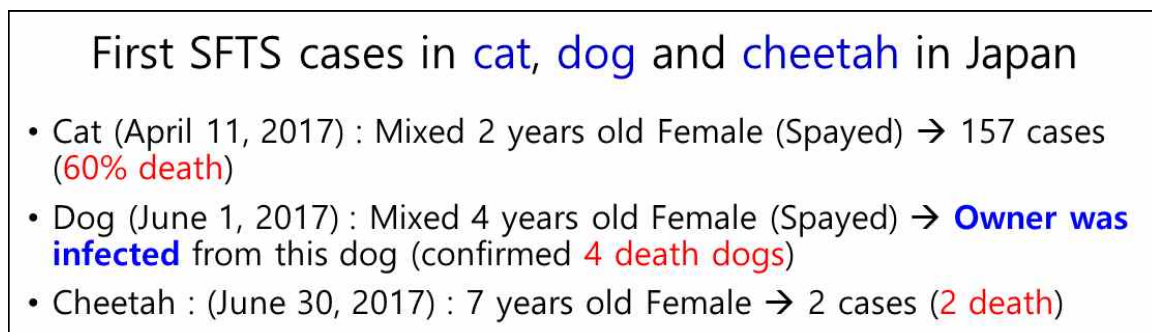 First SFTS cases in cat, dog and cheetah in Japan
• Cat (April 11, 2017) : Mixed 2 years old Female (Spayed) → 157 cases
(60% death)
• Dog (June 1, 2017) : Mixed 4 years old Female (Spayed) → Owner was
infected from this dog (confirmed 4 death dogs)
• Cheetah : (June 30, 2017) : 7 years old Female → 2 cases (2 death)